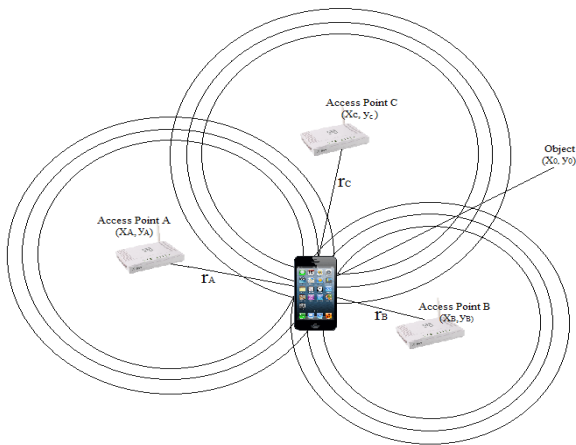 Access Point C
(Xc, yc)
Object
(X0, y0)
rC
Access Point A
(XA, yA)
rA
Access Point B
(XB,yB)
rB